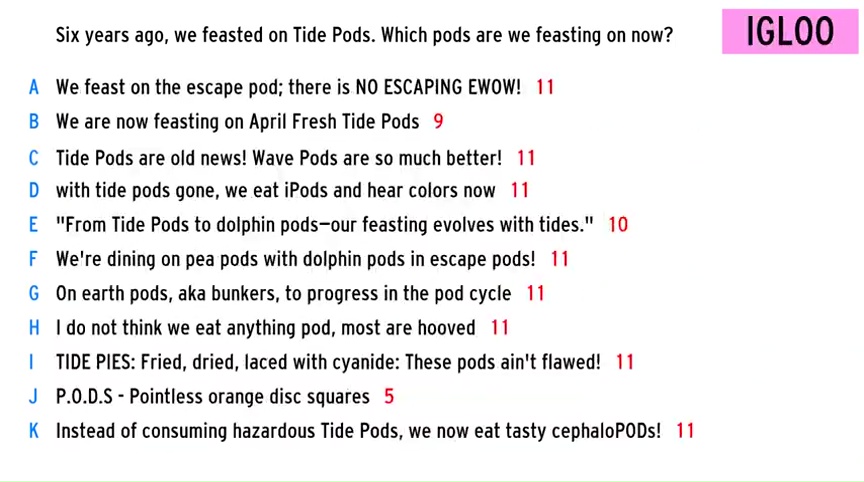 Six years ago, we feasted on Tide Pods. Which pods are we feasting on now?
IGLOO
A We feast on the escape pod; there is NO ESCAPING EWOW! 11
B We are now feasting on April Fresh Tide Pods 9
C Tide Pods are old news! Wave Pods are so much better! 11
D with tide pods gone, we eat iPods and hear colors now 11
E "From Tide Pods to dolphin pods—our feasting evolves with tides." 10
F We're dining on pea pods with dolphin pods in escape pods! 11
G On earth pods, aka bunkers, to progress in the pod cycle 11
H I do not think we eat anything pod, most are hooved 11
I TIDE PIES: Fried, dried, laced with cyanide: These pods ain't flawed! 11
J P.O.D.S - Pointless orange disc squares 5
K Instead of consuming hazardous Tide Pods, we now eat tasty cephaloPODs! 11